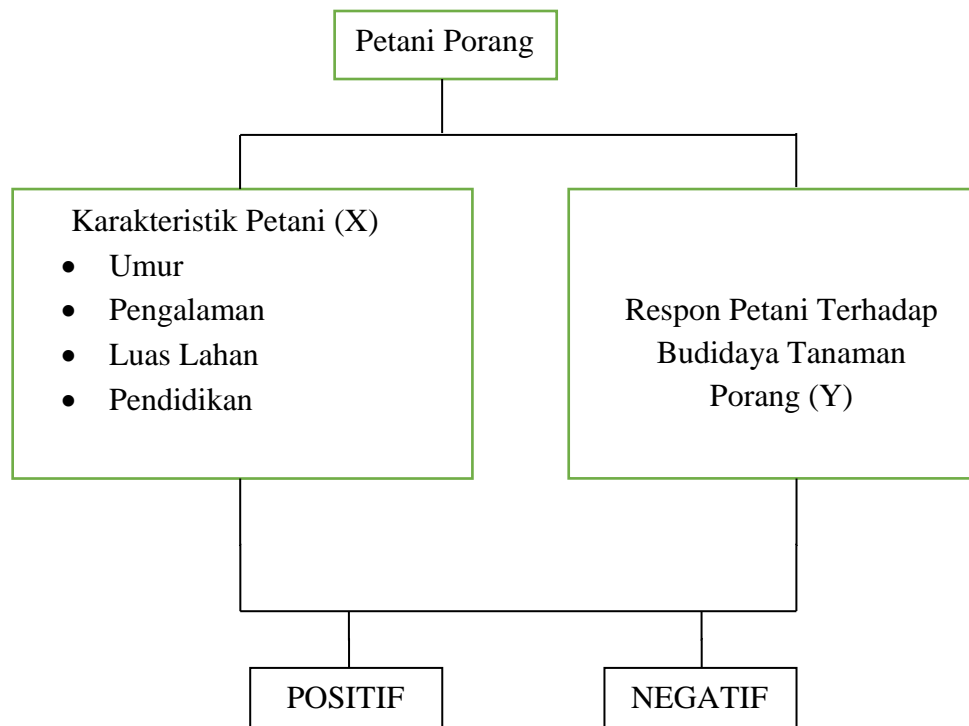 Petani Porang
Karakteristik Petani (X)
• Umur
• Pengalaman
• Luas Lahan
• Pendidikan
Respon Petani Terhadap
Budidaya Tanaman
Porang (Y)
POSITIF
NEGATIF